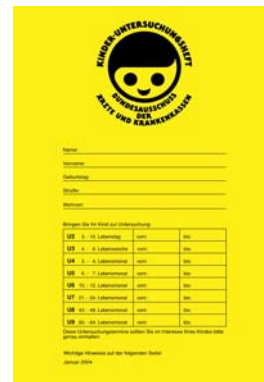 KINDER-UNTERSUCHUNGSHEFT
BUNDESAUSSCHUSS
DER
ÄRZTE UND KRANKENKASSEN
Name:
Vorname:
Geburtstag:
Straße:
Wohnort:
Bringen Sie Ihr Kind zur Untersuchung:
U2 3. - 10. Lebenstag vom: bis:
U3 4. - 6. Lebenswoche vom: bis:
U4 3. - 4. Lebensmonat vom: bis:
U5 6. - 7. Lebensmonat vom: bis:
U6 10. - 12. Lebensmonat vom: bis:
U7 21. - 24. Lebensmonat vom: bis:
U8 43. - 48. Lebensmonat vom: bis:
U9 60. - 64. Lebensmonat vom: bis:
Diese Untersuchungstermine sollten Sie im Interesse Ihres Kindes bitte
genau einhalten.
Wichtige Hinweise auf der folgenden Seite!
Januar 2004